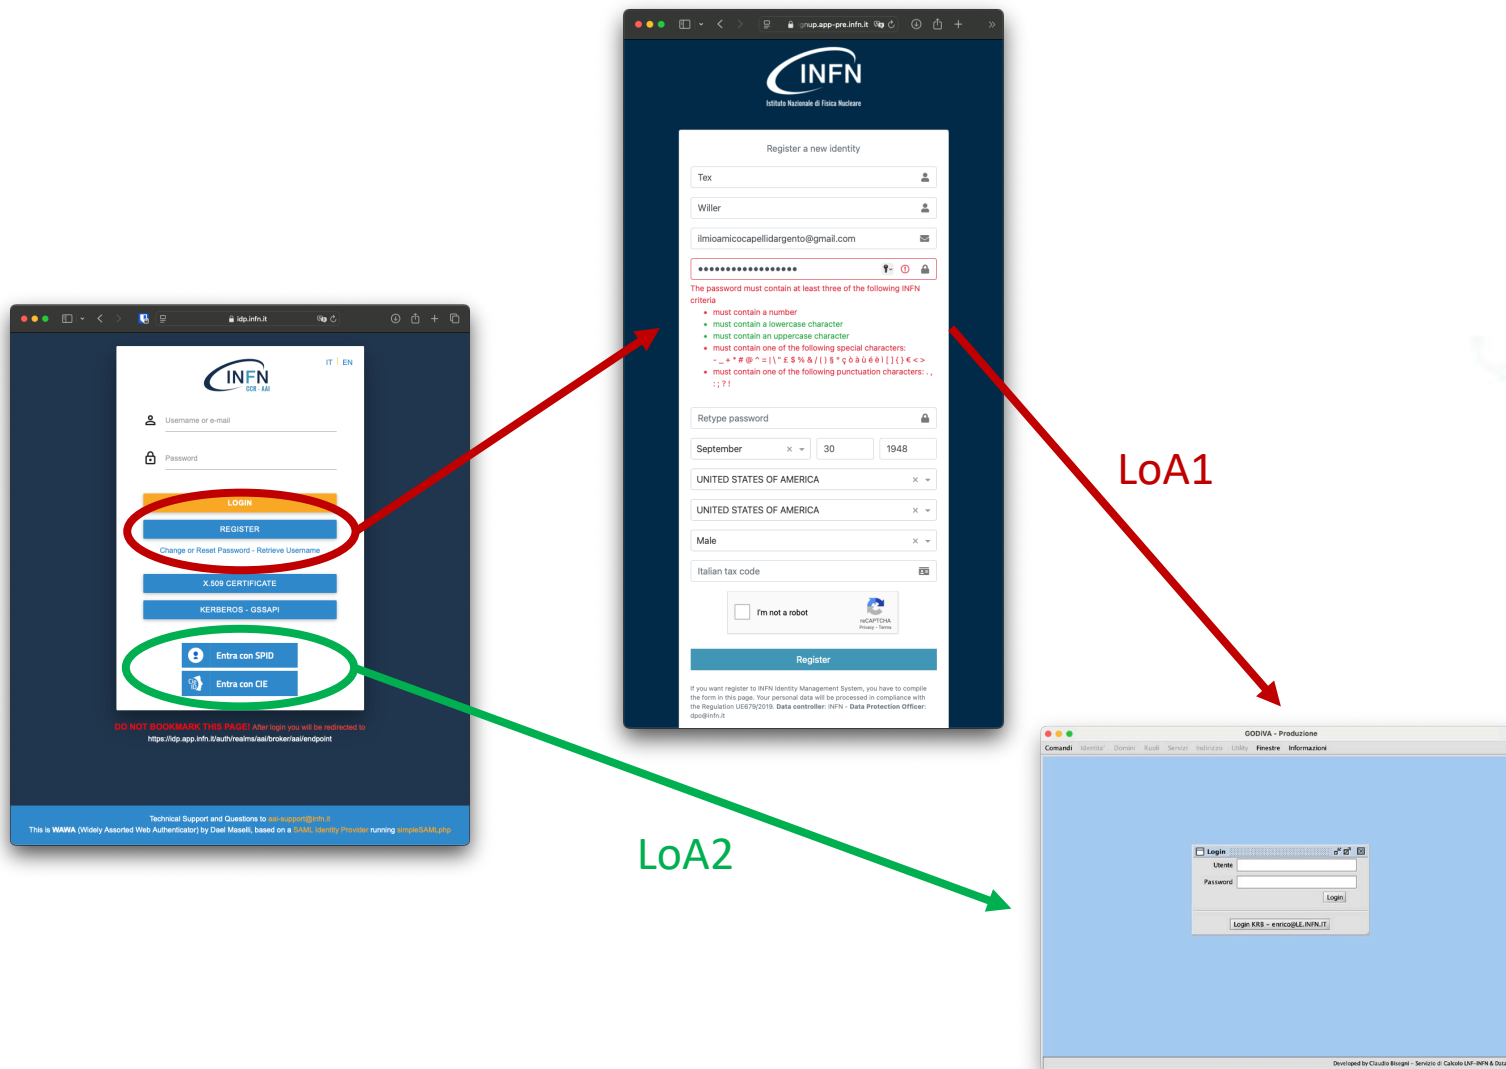 idp.infn.it
IT | EN
INFN
CCR - AAI
Username or e-mail
Password
LOGIN
REGISTER
Change or Reset Password - Retrieve Username
X.509 CERTIFICATE
KERBEROS - GSSAPI
Entra con SPID
Entra con CIE
DO NOT BOOKMARK THIS PAGE! After login you will be redirected to
https://idp.app.infn.it/auth/realms/aai/broker/aai/endpoint
Technical Support and Questions to aai-support@infn.it
This is WAWA (Widely Assorted Web Authenticator) by Dael Maselli, based on a SAML Identity Provider running simpleSAMLphp
gnup.app-pre.infn.it
INFN
Istituto Nazionale di Fisica Nucleare
Register a new identity
Tex
Willer
ilmioamicocapellidargento@gmail.com
••••••••••••••••••
The password must contain at least three of the following INFN
criteria
• must contain a number
• must contain a lowercase character
• must contain an uppercase character
• must contain one of the following special characters:
- _ + * # @ ^ = | \ " £ $ % & / ( ) § ° ç ò à ù é è ì [ ] { } € < >
• must contain one of the following punctuation characters: . ,
: ; ? !
Retype password
September 30 1948
UNITED STATES OF AMERICA
UNITED STATES OF AMERICA
Male
Italian tax code
I'm not a robot
reCAPTCHA
Privacy - Terms
Register
If you want register to INFN Identity Management System, you have to compile
the form in this page. Your personal data will be processed in compliance with
the Regulation UE679/2019. Data controller: INFN - Data Protection Officer:
dpo@infn.it
LoA1
LoA2
GODiVA - Produzione
Comandi Identita' Domini Ruoli Servizi Indirizzo Utility Finestre Informazioni
Login
Utente
Password
Login
Login KRB - enrico@LE.INFN.IT
Developed by Claudio Bisegni - Servizio di Calcolo LNF-INFN & Data